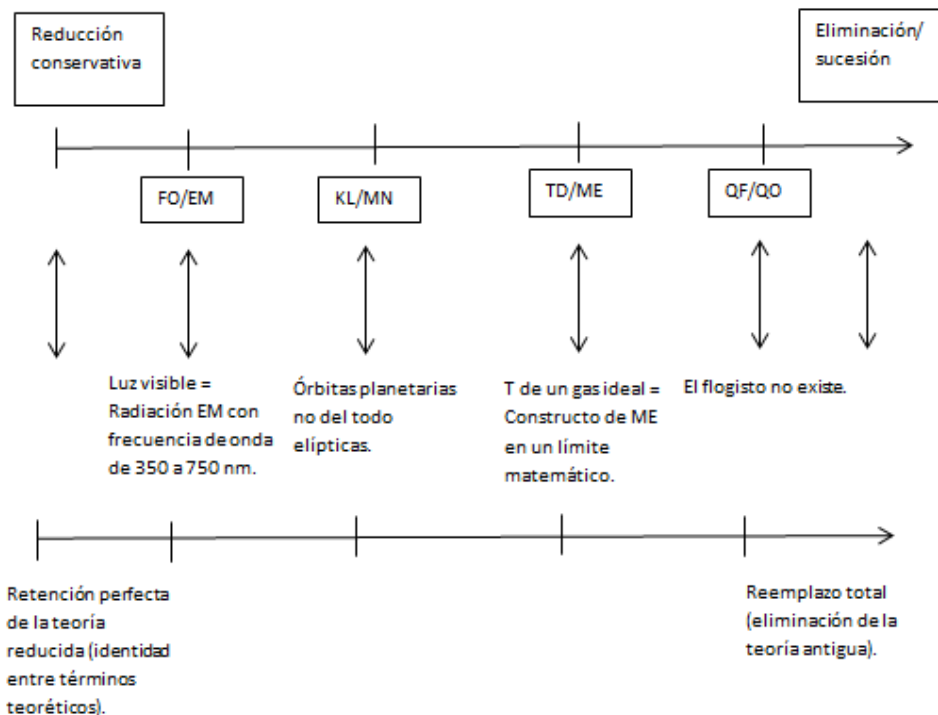 Reducción
conservativa
Eliminación/
sucesión
FO/EM
KL/MN
TD/ME
QF/QO
Luz visible =
Radiación EM con
frecuencia de onda
de 350 a 750 nm.
Órbitas planetarias
no del todo
elípticas.
T de un gas ideal =
Constructo de ME
en un límite
matemático.
El flogisto no existe.
Retención perfecta
de la teoría
reducida (identidad
entre términos
teoréticos).
Reemplazo total
(eliminación de la
teoría antigua).